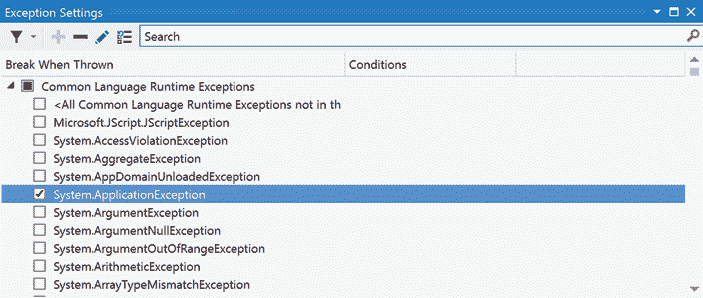 Exception Settings
Search
Break When Thrown Conditions
Common Language Runtime Exceptions
<All Common Language Runtime Exceptions not in th
Microsoft.JScript.JScriptException
System.AccessViolationException
System.AggregateException
System.AppDomainUnloadedException
System.ApplicationException
System.ArgumentException
System.ArgumentNullException
System.ArgumentOutOfRangeException
System.ArithmeticException
System.ArrayTypeMismatchException